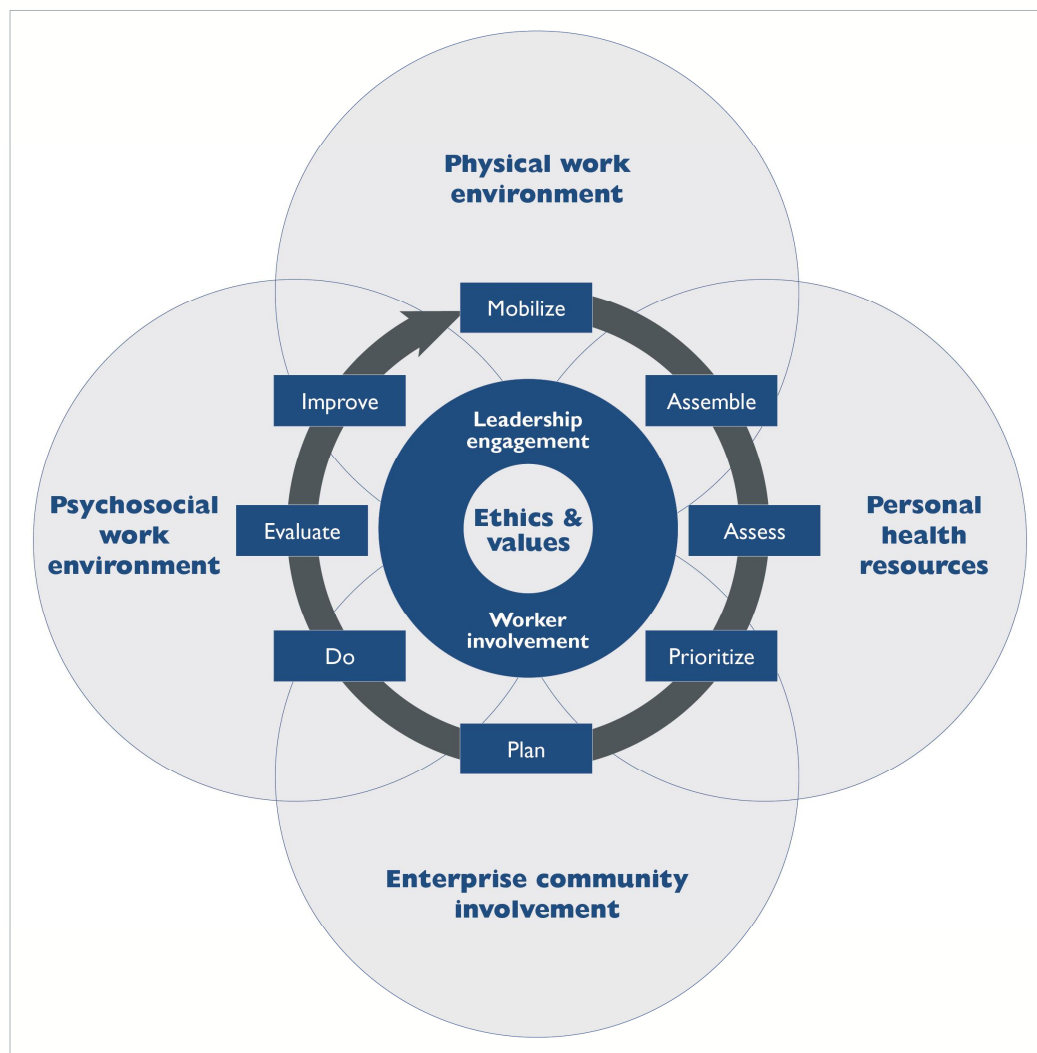 Physical work
environment
Mobilize
Improve
Assemble
Leadership
engagement
Psychosocial
work
environment
Evaluate
Ethics &
values
Assess
Personal
health
resources
Worker
involvement
Do
Prioritize
Plan
Enterprise community
involvement